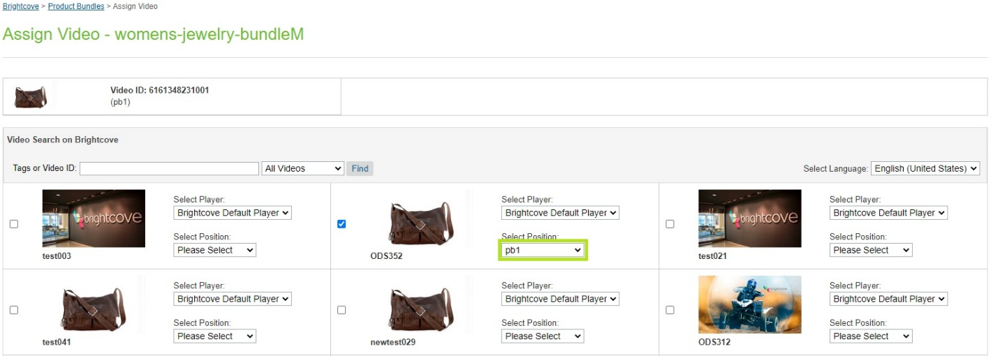 Brightcove > Product Bundles > Assign Video
Assign Video - womens-jewelry-bundleM
Video ID: 6161348231001
(pb1)
Video Search on Brightcove
Tags or Video ID: All Videos Find Select Language: English (United States)
Select Player: Select Player: Select Player:
Brightcove Default Player Brightcove Default Player Brightcove Default Player
brightcove brightcove
Select Position: Select Position: Select Position:
Please Select pb1 Please Select
test003 ODS352 test021
Select Player: Select Player: Select Player:
brightcove
Brightcove Default Player Brightcove Default Player Brightcove Default Player
Select Position: Select Position: Select Position:
Please Select Please Select Please Select
test041 newtest029 ODS312